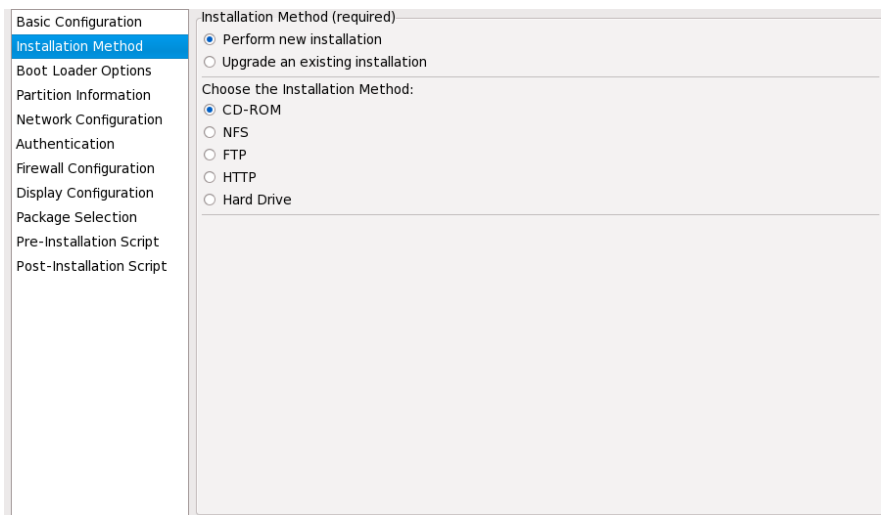 Basic Configuration
Installation Method
Boot Loader Options
Partition Information
Network Configuration
Authentication
Firewall Configuration
Display Configuration
Package Selection
Pre-Installation Script
Post-Installation Script
Installation Method (required)
Perform new installation
Upgrade an existing installation
Choose the Installation Method:
CD-ROM
NFS
FTP
HTTP
Hard Drive